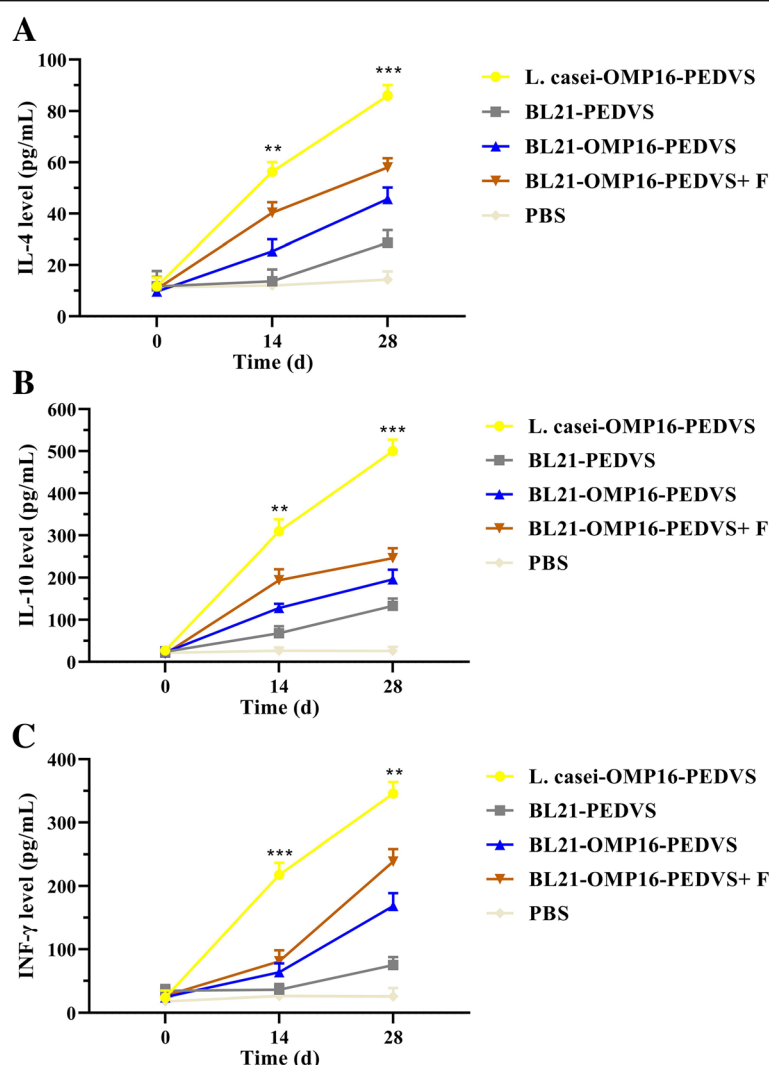 A
IL-4 level (pg/mL)
100
80
60
40
20
0
**
***
0 14 28
Time (d)
L. casei-OMP16-PEDVS
BL21-PEDVS
BL21-OMP16-PEDVS
BL21-OMP16-PEDVS+ F
PBS
B
IL-10 level (pg/mL)
600
500
400
300
200
100
0
**
***
0 14 28
Time (d)
L. casei-OMP16-PEDVS
BL21-PEDVS
BL21-OMP16-PEDVS
BL21-OMP16-PEDVS+ F
PBS
C
INF-γ level (pg/mL)
400
300
200
100
0
***
**
0 14 28
Time (d)
L. casei-OMP16-PEDVS
BL21-PEDVS
BL21-OMP16-PEDVS
BL21-OMP16-PEDVS+ F
PBS